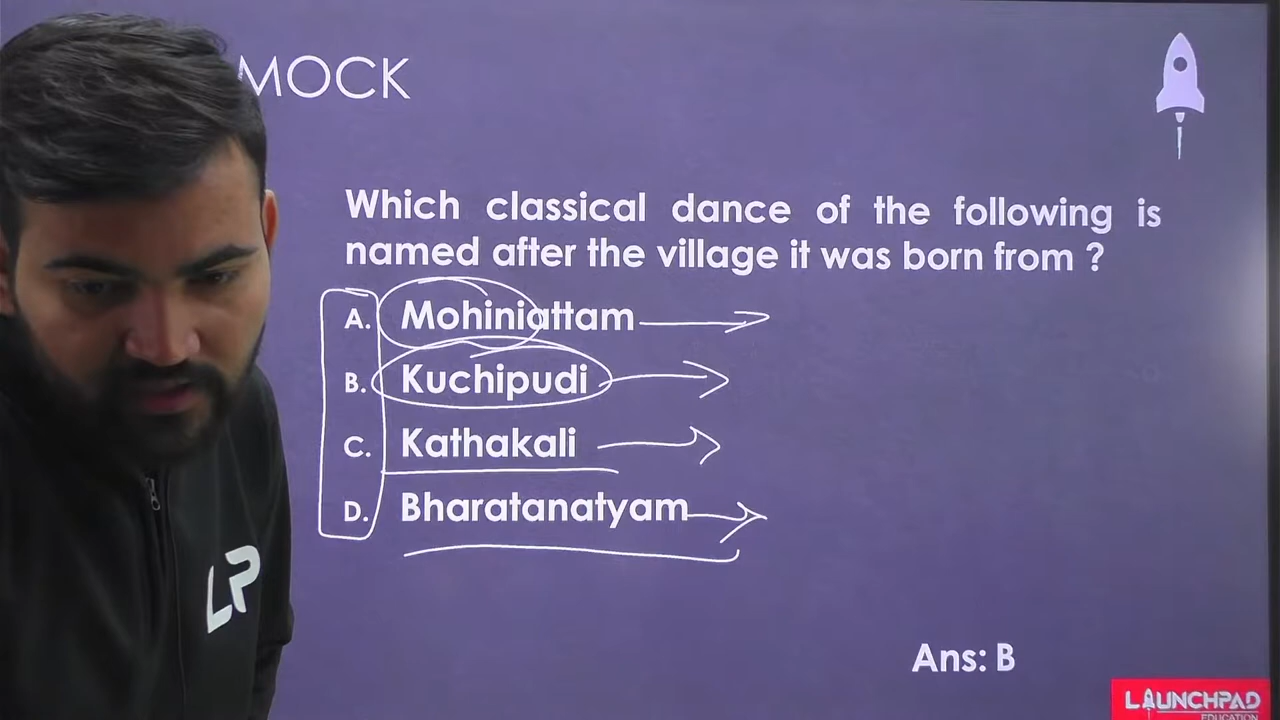 MOCK
Which classical dance of the following is
named after the village it was born from ?
A. Mohiniattam
B. Kuchipudi
C. Kathakali
D. Bharatanatyam
LP
Ans: B
LAUNCHPAD
EDUCATION